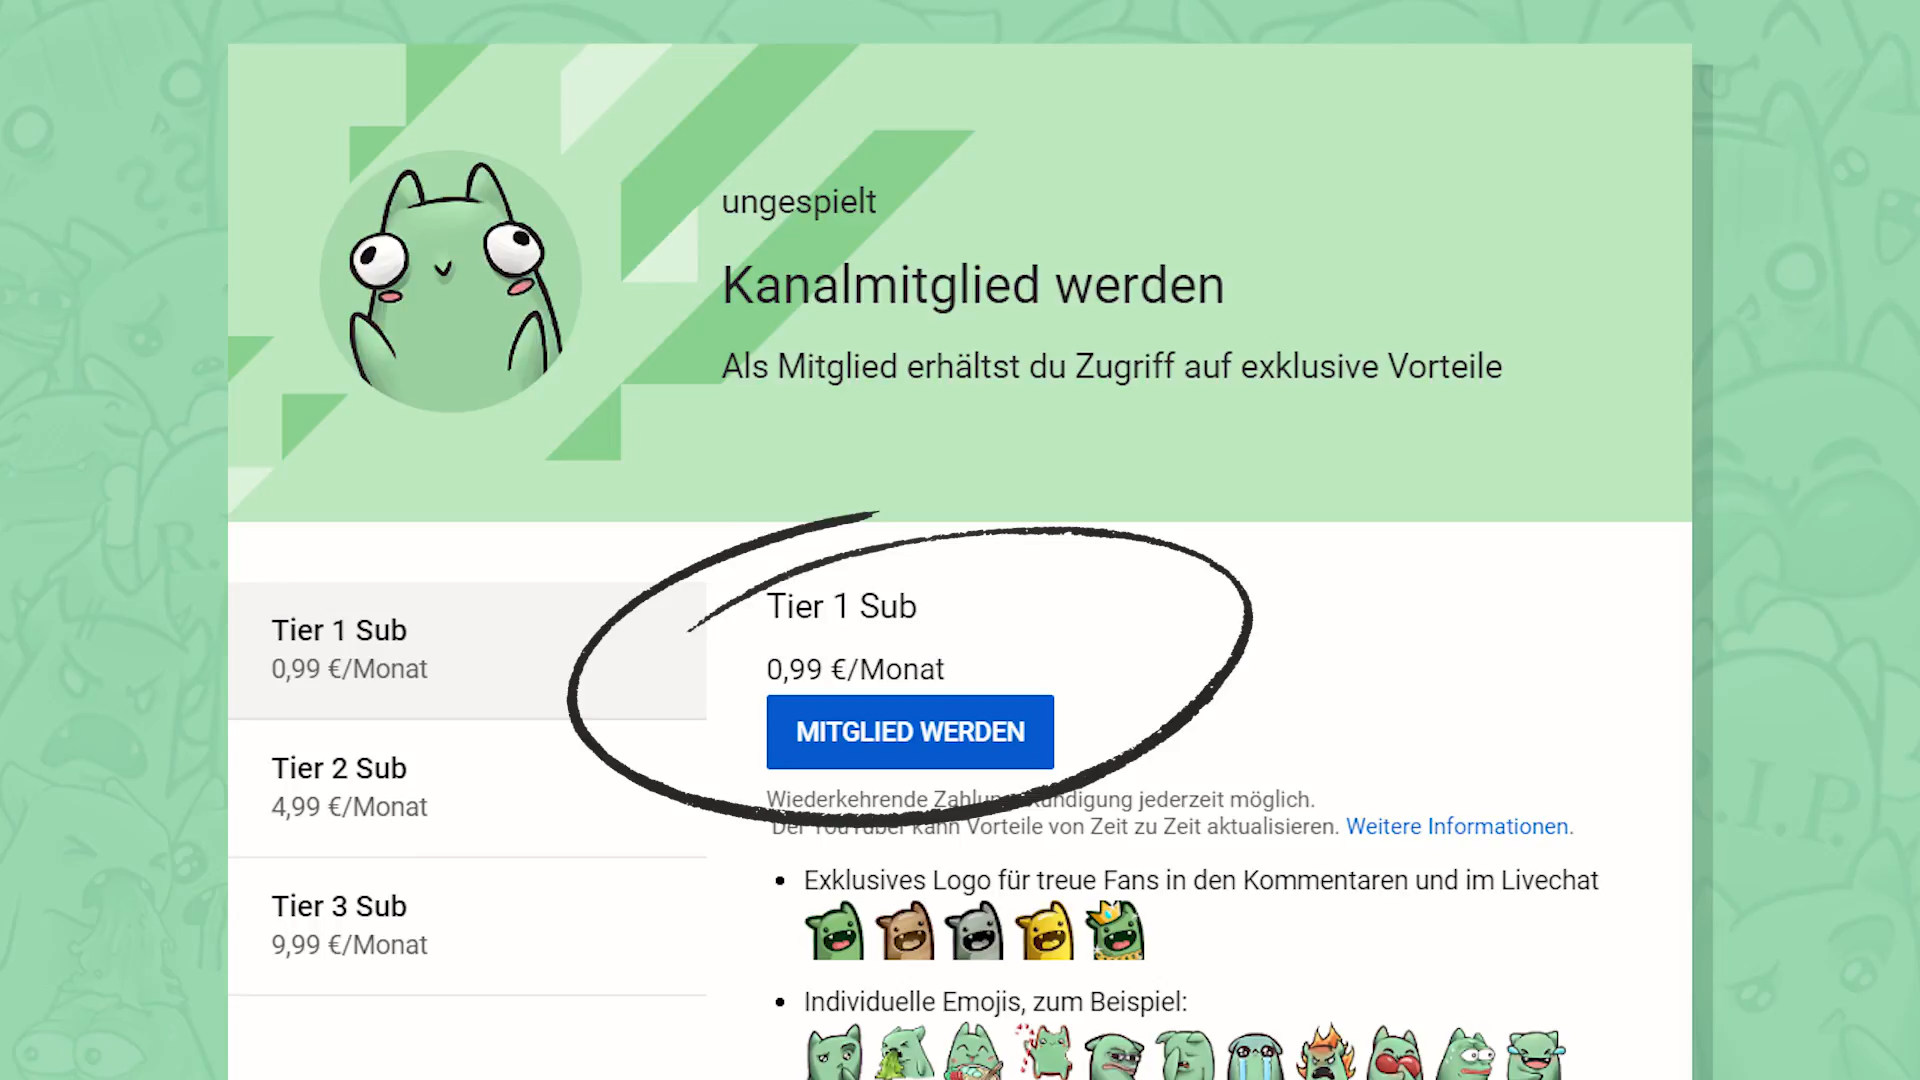 ungespielt
Kanalmitglied werden
Als Mitglied erhältst du Zugriff auf exklusive Vorteile
Tier 1 Sub
0,99 €/Monat
Tier 2 Sub
4,99 €/Monat
Tier 3 Sub
9,99 €/Monat
Tier 1 Sub
0,99 €/Monat
MITGLIED WERDEN
Wiederkehrende Zahlung. Kündigung jederzeit möglich.
Der YouTuber kann Vorteile von Zeit zu Zeit aktualisieren. Weitere Informationen.
• Exklusives Logo für treue Fans in den Kommentaren und im Livechat
• Individuelle Emojis, zum Beispiel:
R.
R.I.P.